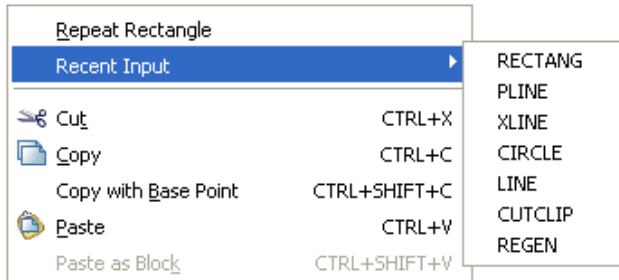 Repeat Rectangle
Recent Input
Cut CTRL+X
Copy CTRL+C
Copy with Base Point CTRL+SHIFT+C
Paste CTRL+V
Paste as Block CTRL+SHIFT+V
RECTANG
PLINE
XLINE
CIRCLE
LINE
CUTCLIP
REGEN